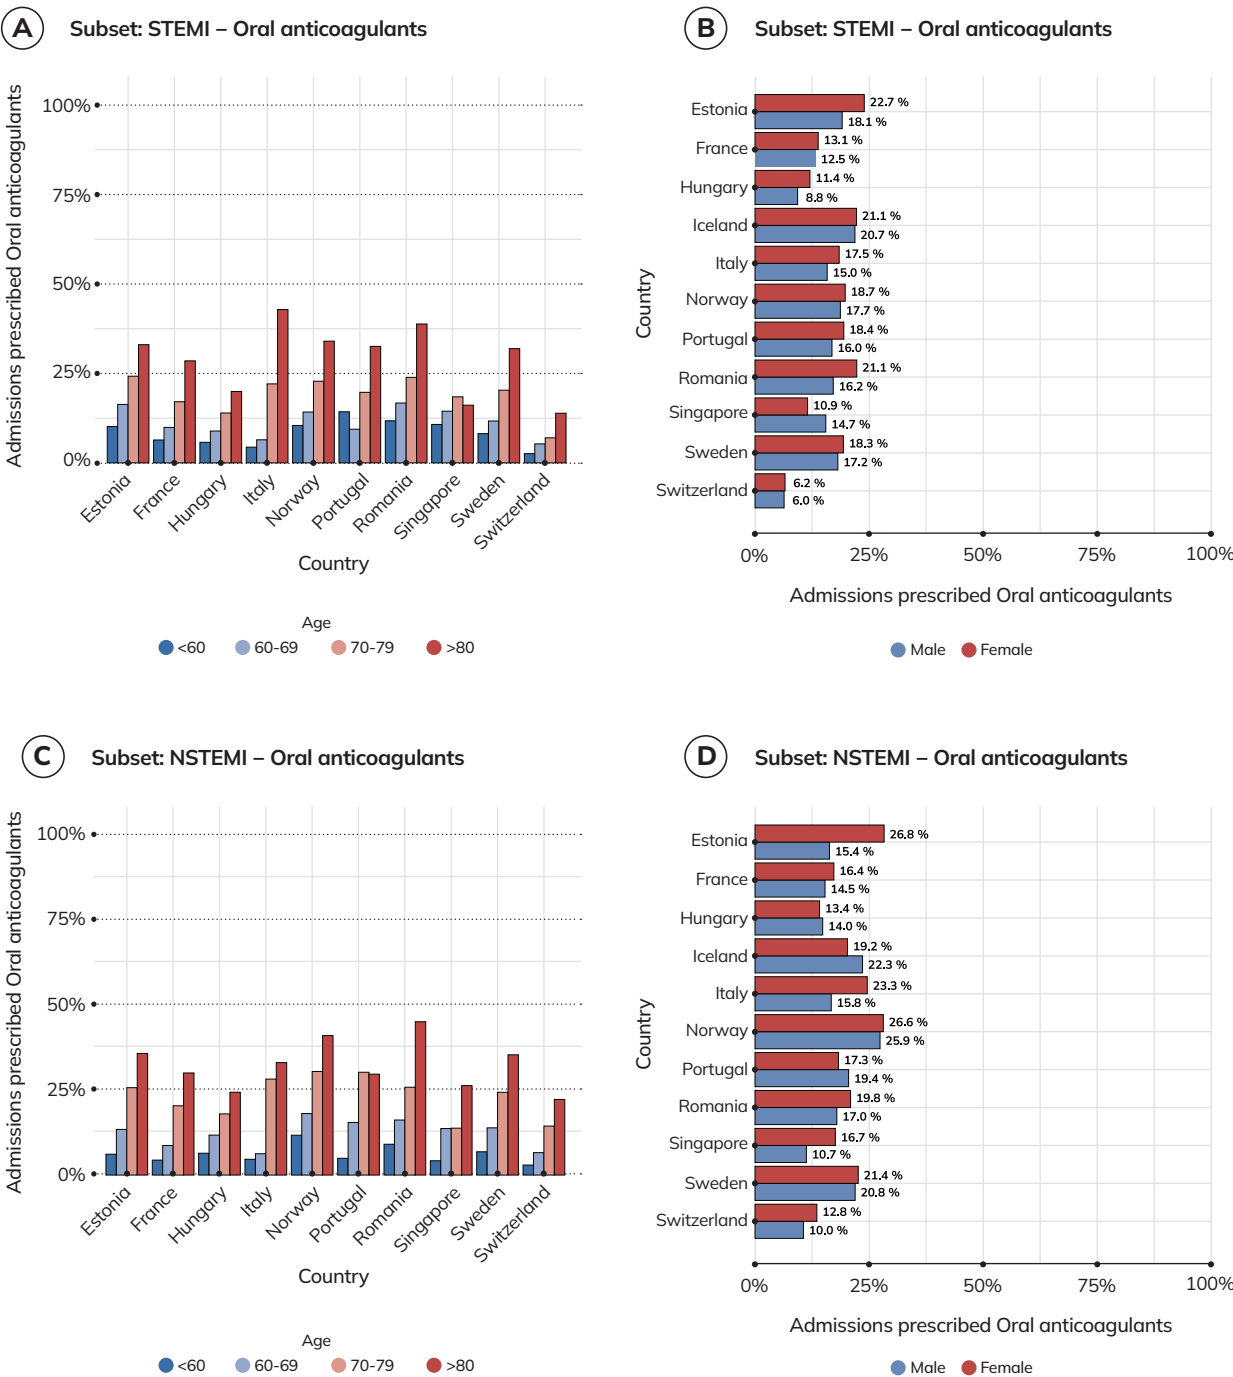 A Subset: STEMI – Oral anticoagulants
Admissions prescribed Oral anticoagulants
100%
75%
50%
25%
0%
Estonia
France
Hungary
Italy
Norway
Portugal
Romania
Singapore
Sweden
Switzerland
Country
Age
<60 60-69 70-79 >80
B Subset: STEMI – Oral anticoagulants
Country
Estonia 22.7 %
18.1 %
France 13.1 %
12.5 %
Hungary 11.4 %
8.8 %
Iceland 21.1 %
20.7 %
Italy 17.5 %
15.0 %
Norway 18.7 %
17.7 %
Portugal 18.4 %
16.0 %
Romania 21.1 %
16.2 %
Singapore 10.9 %
14.7 %
Sweden 18.3 %
17.2 %
Switzerland 6.2 %
6.0 %
0% 25% 50% 75% 100%
Admissions prescribed Oral anticoagulants
Male Female
C Subset: NSTEMI – Oral anticoagulants
Admissions prescribed Oral anticoagulants
100%
75%
50%
25%
0%
Estonia
France
Hungary
Italy
Norway
Portugal
Romania
Singapore
Sweden
Switzerland
Country
Age
<60 60-69 70-79 >80
D Subset: NSTEMI – Oral anticoagulants
Country
Estonia 26.8 %
15.4 %
France 16.4 %
14.5 %
Hungary 13.4 %
14.0 %
Iceland 19.2 %
22.3 %
Italy 23.3 %
15.8 %
Norway 26.6 %
25.9 %
Portugal 17.3 %
19.4 %
Romania 19.8 %
17.0 %
Singapore 16.7 %
10.7 %
Sweden 21.4 %
20.8 %
Switzerland 12.8 %
10.0 %
0% 25% 50% 75% 100%
Admissions prescribed Oral anticoagulants
Male Female